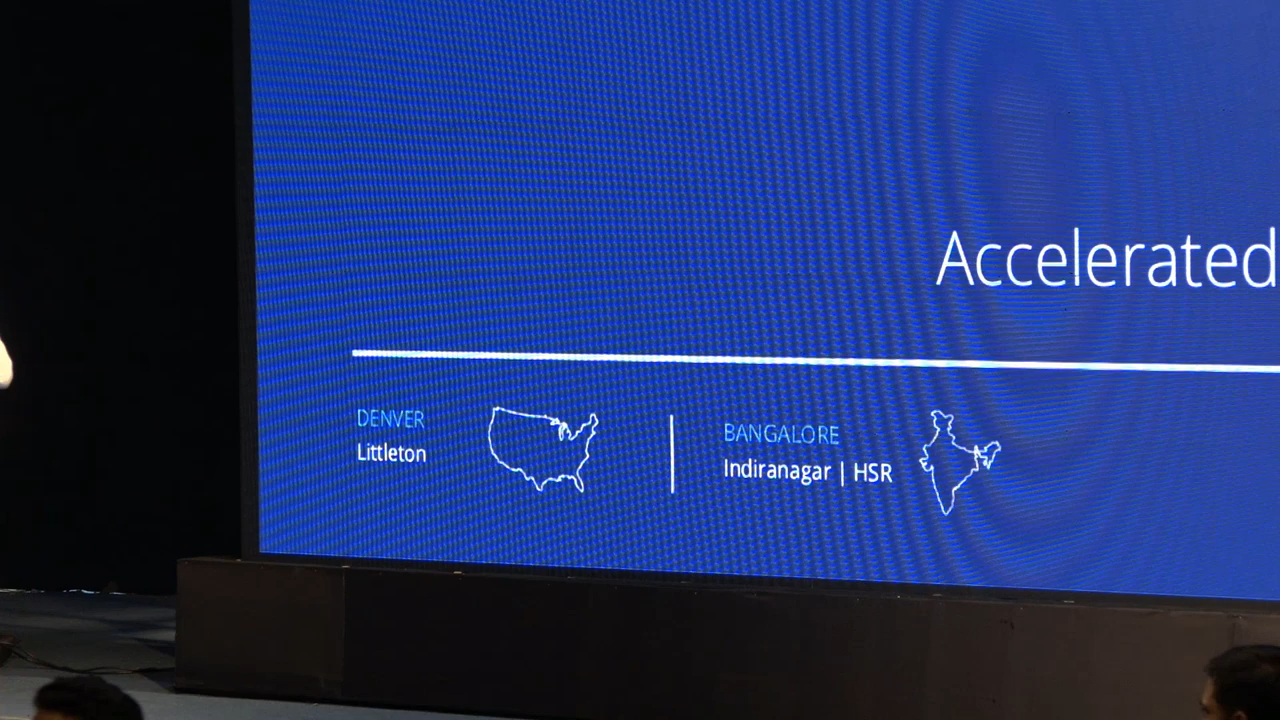 Accelerated
DENVER
Littleton
BANGALORE
Indiranagar | HSR